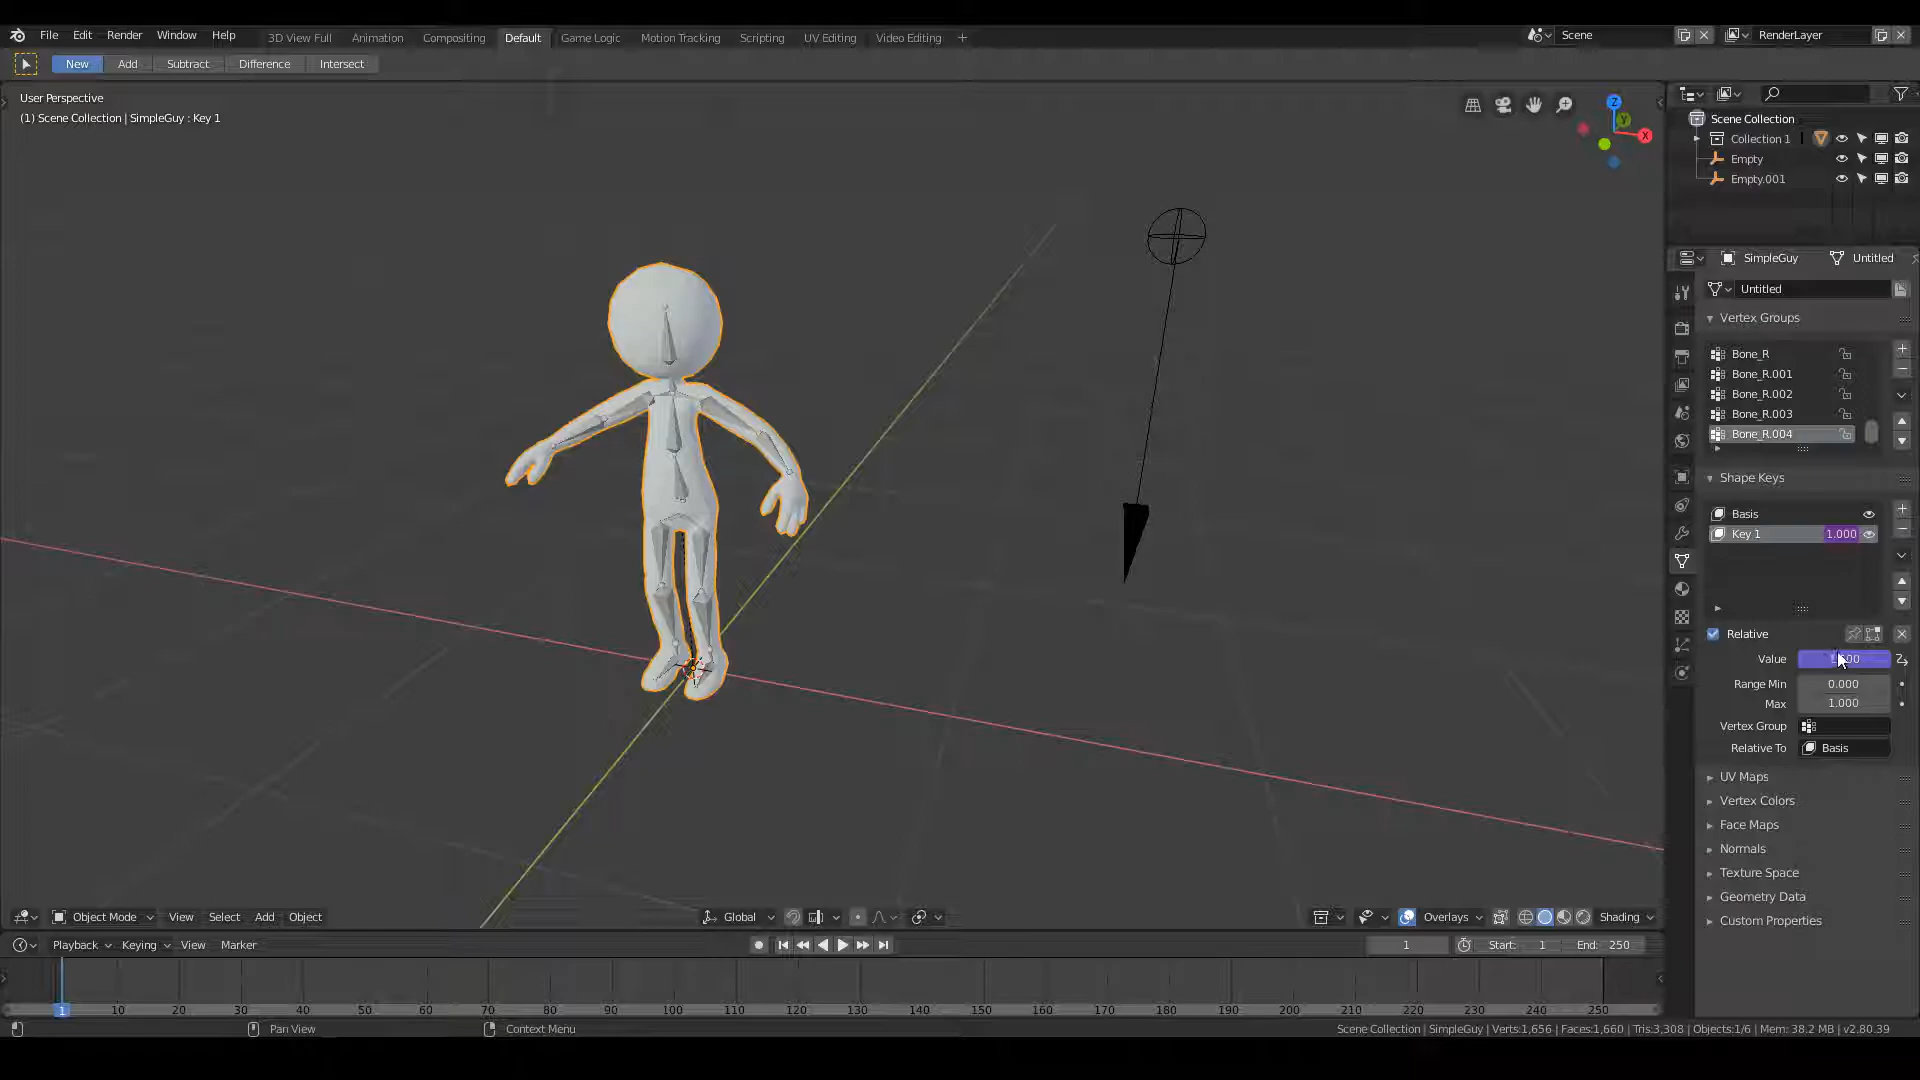 File Edit Render Window Help 3D View Full Animation Compositing Default Game Logic Motion Tracking Scripting UV Editing Video Editing + Scene RenderLayer
New Add Subtract Difference Intersect
User Perspective
(1) Scene Collection | SimpleGuy : Key 1
Z
Y
X
Scene Collection
Collection 1
Empty
Empty.001
SimpleGuy Untitled
Untitled
Vertex Groups
Bone_R
Bone_R.001
Bone_R.002
Bone_R.003
Bone_R.004
Shape Keys
Basis
Key 1 1.000
Relative
Value
Range Min 0.000
Max 1.000
Vertex Group
Relative To Basis
UV Maps
Vertex Colors
Face Maps
Normals
Texture Space
Geometry Data
Custom Properties
Object Mode View Select Add Object Global Overlays Shading
Playback Keying View Marker 1 Start: 1 End: 250
1 10 20 30 40 50 60 70 80 90 100 110 120 130 140 150 160 170 180 190 200 210 220 230 240 250
Pan View Context Menu Scene Collection | SimpleGuy | Verts:1,656 | Faces:1,660 | Tris:3,308 | Objects:1/6 | Mem: 38.2 MB | v2.80.39